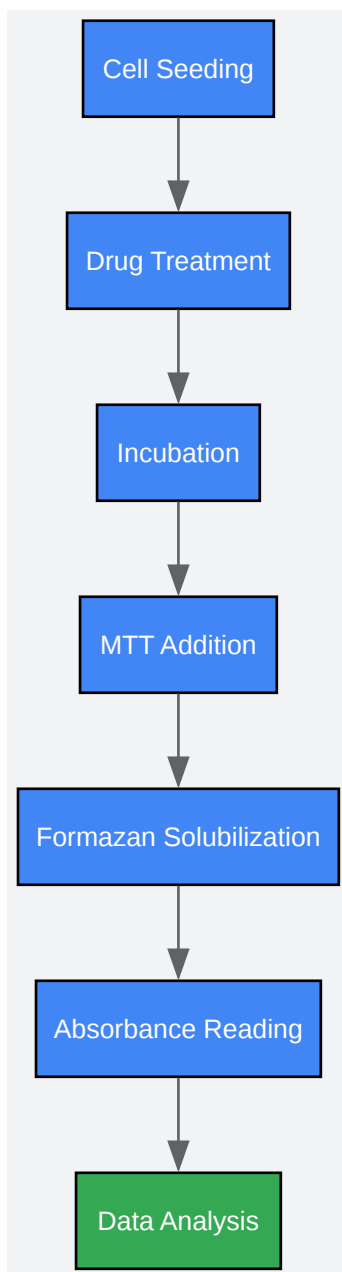 Cell Seeding
Drug Treatment
Incubation
MTT Addition
Formazan Solubilization
Absorbance Reading
Data Analysis